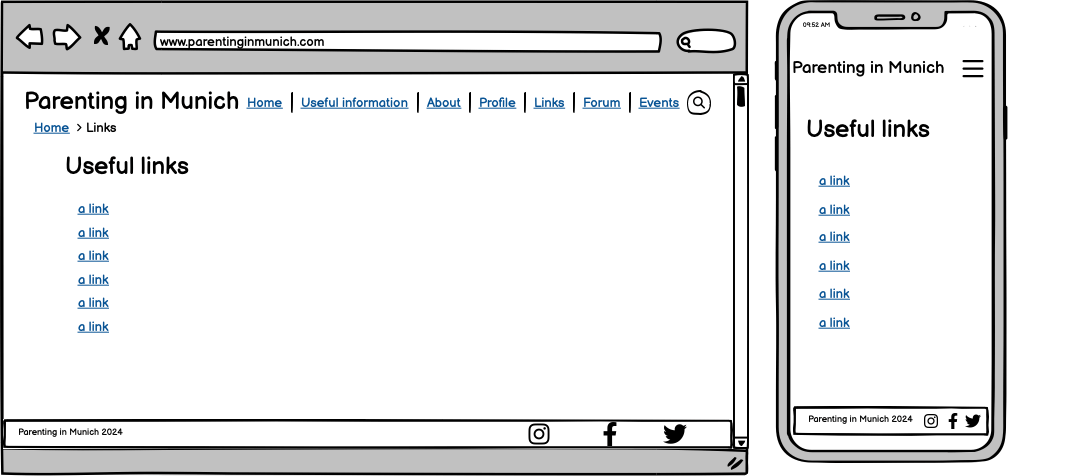 www.parentinginmunich.com
Parenting in Munich Home Useful information About Profile Links Forum Events
Home > Links
Useful links
a link
a link
a link
a link
a link
a link
Parenting in Munich 2024
09:52 AM
Parenting in Munich
Useful links
a link
a link
a link
a link
a link
a link
Parenting in Munich 2024